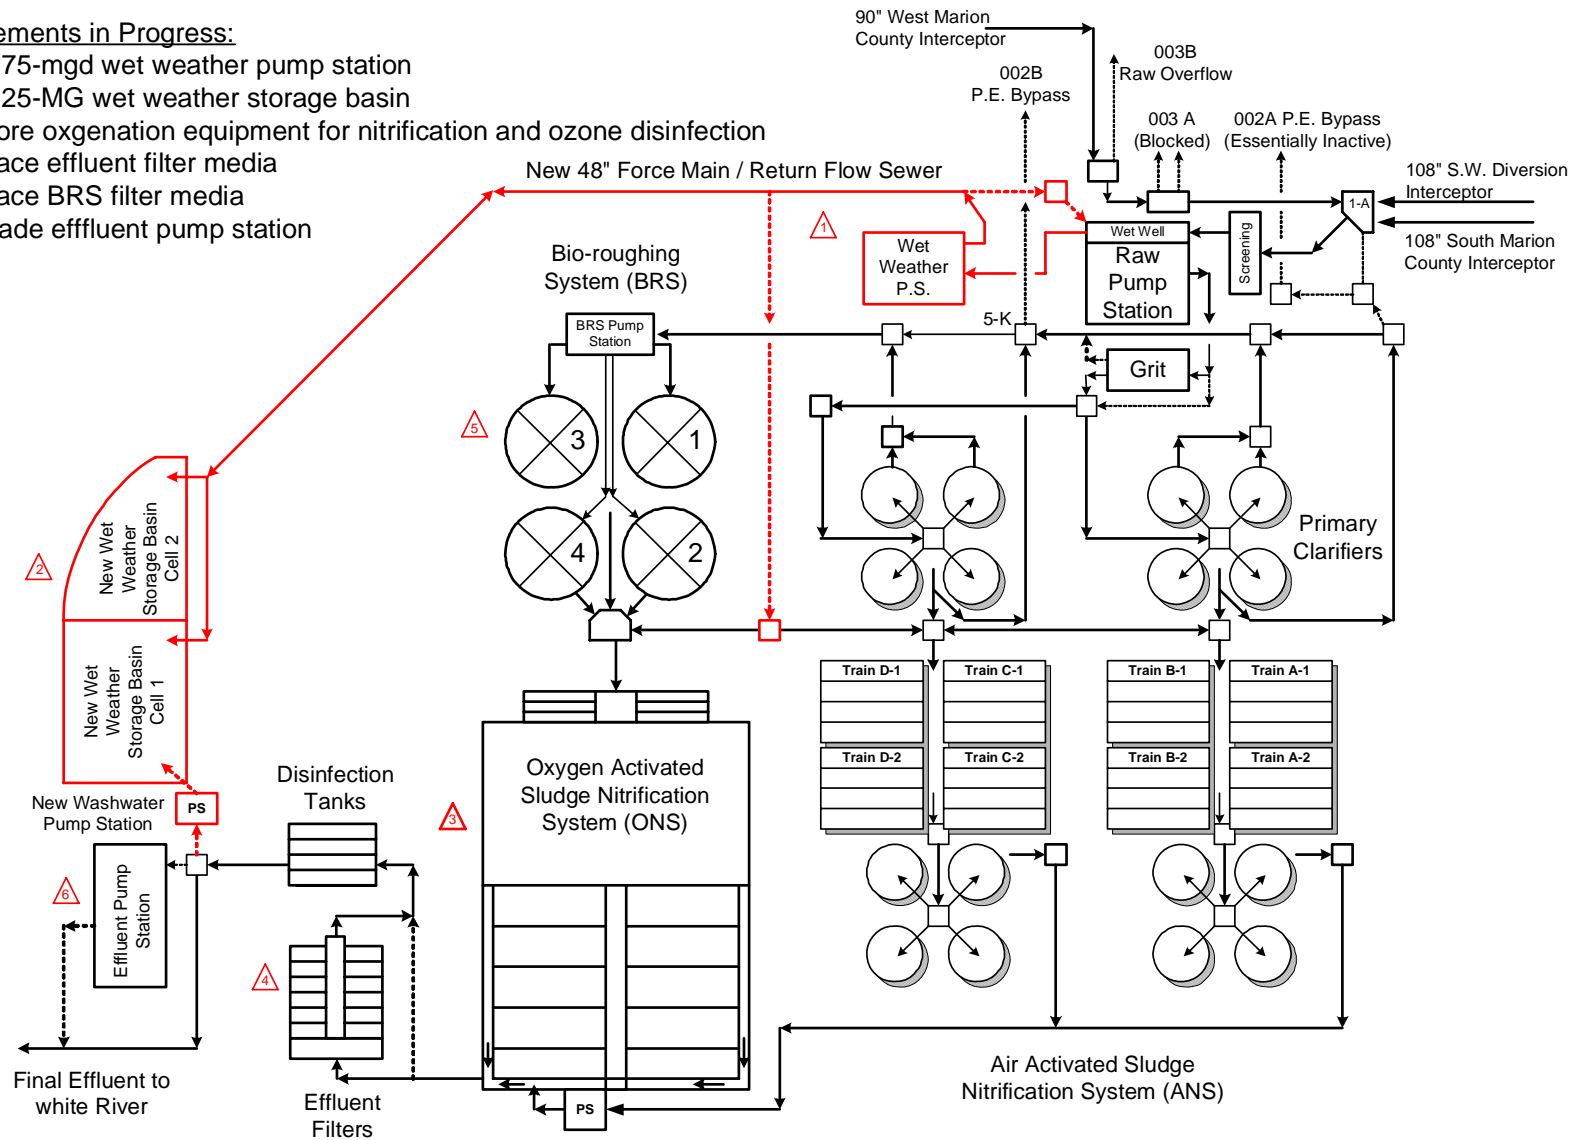 ements in Progress:
75-mgd wet weather pump station
25-MG wet weather storage basin
ore oxgenation equipment for nitrification and ozone disinfection
ace effluent filter media
ace BRS filter media
ade efffluent pump station
90" West Marion
County Interceptor
003B
Raw Overflow
002B
P.E. Bypass
003 A
(Blocked)
002A P.E. Bypass
(Essentially Inactive)
108" S.W. Diversion
Interceptor
1-A
108" South Marion
County Interceptor
New 48" Force Main / Return Flow Sewer
1
Wet
Weather
P.S.
Wet Well
Raw
Pump
Station
Screening
Bio-roughing
System (BRS)
BRS Pump
Station
5-K
Grit
5
3
1
4
2
Primary
Clarifiers
2
New Wet
Weather
Storage Basin
Cell 2
New Wet
Weather
Storage Basin
Cell 1
Train D-1
Train C-1
Train B-1
Train A-1
Train D-2
Train C-2
Train B-2
Train A-2
Disinfection
Tanks
Oxygen Activated
Sludge Nitrification
System (ONS)
3
New Washwater
Pump Station
PS
6
Effluent Pump
Station
4
Final Effluent to
white River
Effluent
Filters
PS
Air Activated Sludge
Nitrification System (ANS)